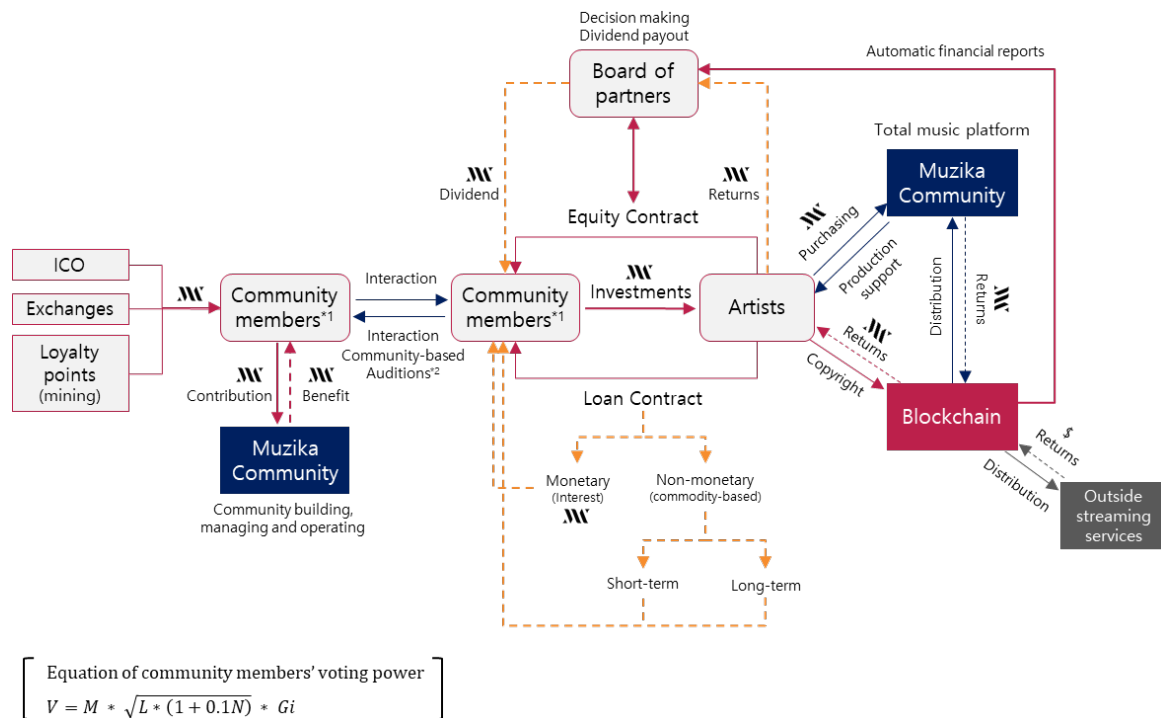 Decision making
Dividend payout
Board of
partners
Automatic financial reports
Total music platform
Muzika
Community
Dividend
Returns
Equity Contract
Purchasing
Production
support
Distribution
Returns
ICO
Exchanges
Loyalty
points
(mining)
Community
members*1
Interaction
Interaction
Community-based
Auditions*2
Community
members*1
Investments
Artists
Returns
Copyright
Contribution
Benefit
Muzika
Community
Community building,
managing and operating
Loan Contract
Blockchain
$
Returns
Distribution
Outside
streaming
services
Monetary
(Interest)
Non-monetary
(commodity-based)
Short-term
Long-term
Equation of community members' voting power
V = M * √L * (1 + 0.1N) * Gi